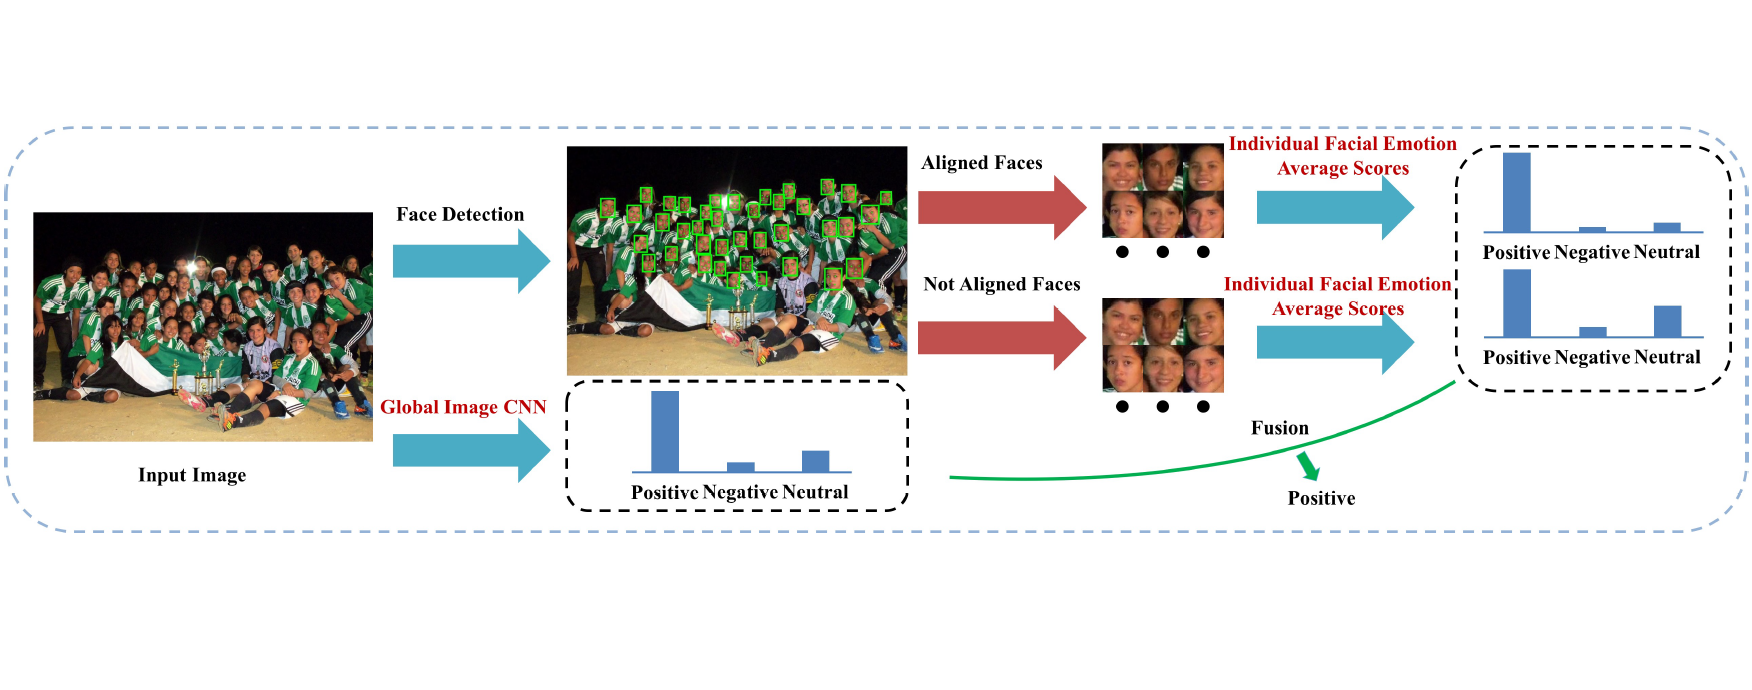 Input Image
Face Detection
Global Image CNN
Positive Negative Neutral
Aligned Faces
Not Aligned Faces
Individual Facial Emotion
Average Scores
Individual Facial Emotion
Average Scores
Positive Negative Neutral
Positive Negative Neutral
Fusion
Positive